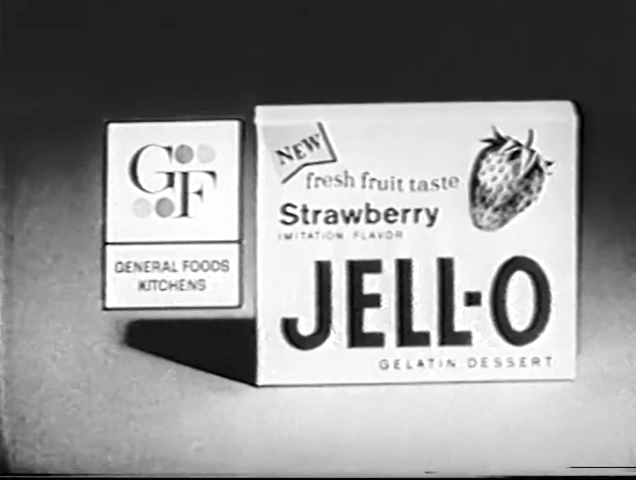 GF
GENERAL FOODS
KITCHENS
NEW
fresh fruit taste
Strawberry
IMITATION FLAVOR
JELL-O
GELATIN DESSERT